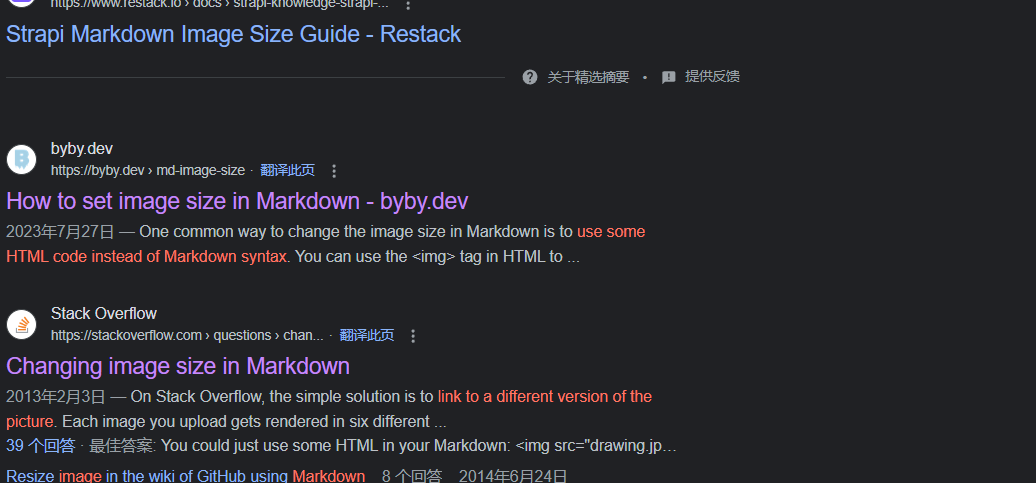 https://www.restack.io › docs › strapi-knowledge-strapi-...
Strapi Markdown Image Size Guide - Restack
关于精选摘要 • 提供反馈
byby.dev
https://byby.dev › md-image-size · 翻译此页
How to set image size in Markdown - byby.dev
2023年7月27日 — One common way to change the image size in Markdown is to use some
HTML code instead of Markdown syntax. You can use the <img> tag in HTML to ...
Stack Overflow
https://stackoverflow.com › questions › chan... · 翻译此页
Changing image size in Markdown
2013年2月3日 — On Stack Overflow, the simple solution is to link to a different version of the
picture. Each image you upload gets rendered in six different ...
39 个回答 · 最佳答案: You could just use some HTML in your Markdown: <img src="drawing.jp...
Resize image in the wiki of GitHub using Markdown 8 个回答 2014年6月24日